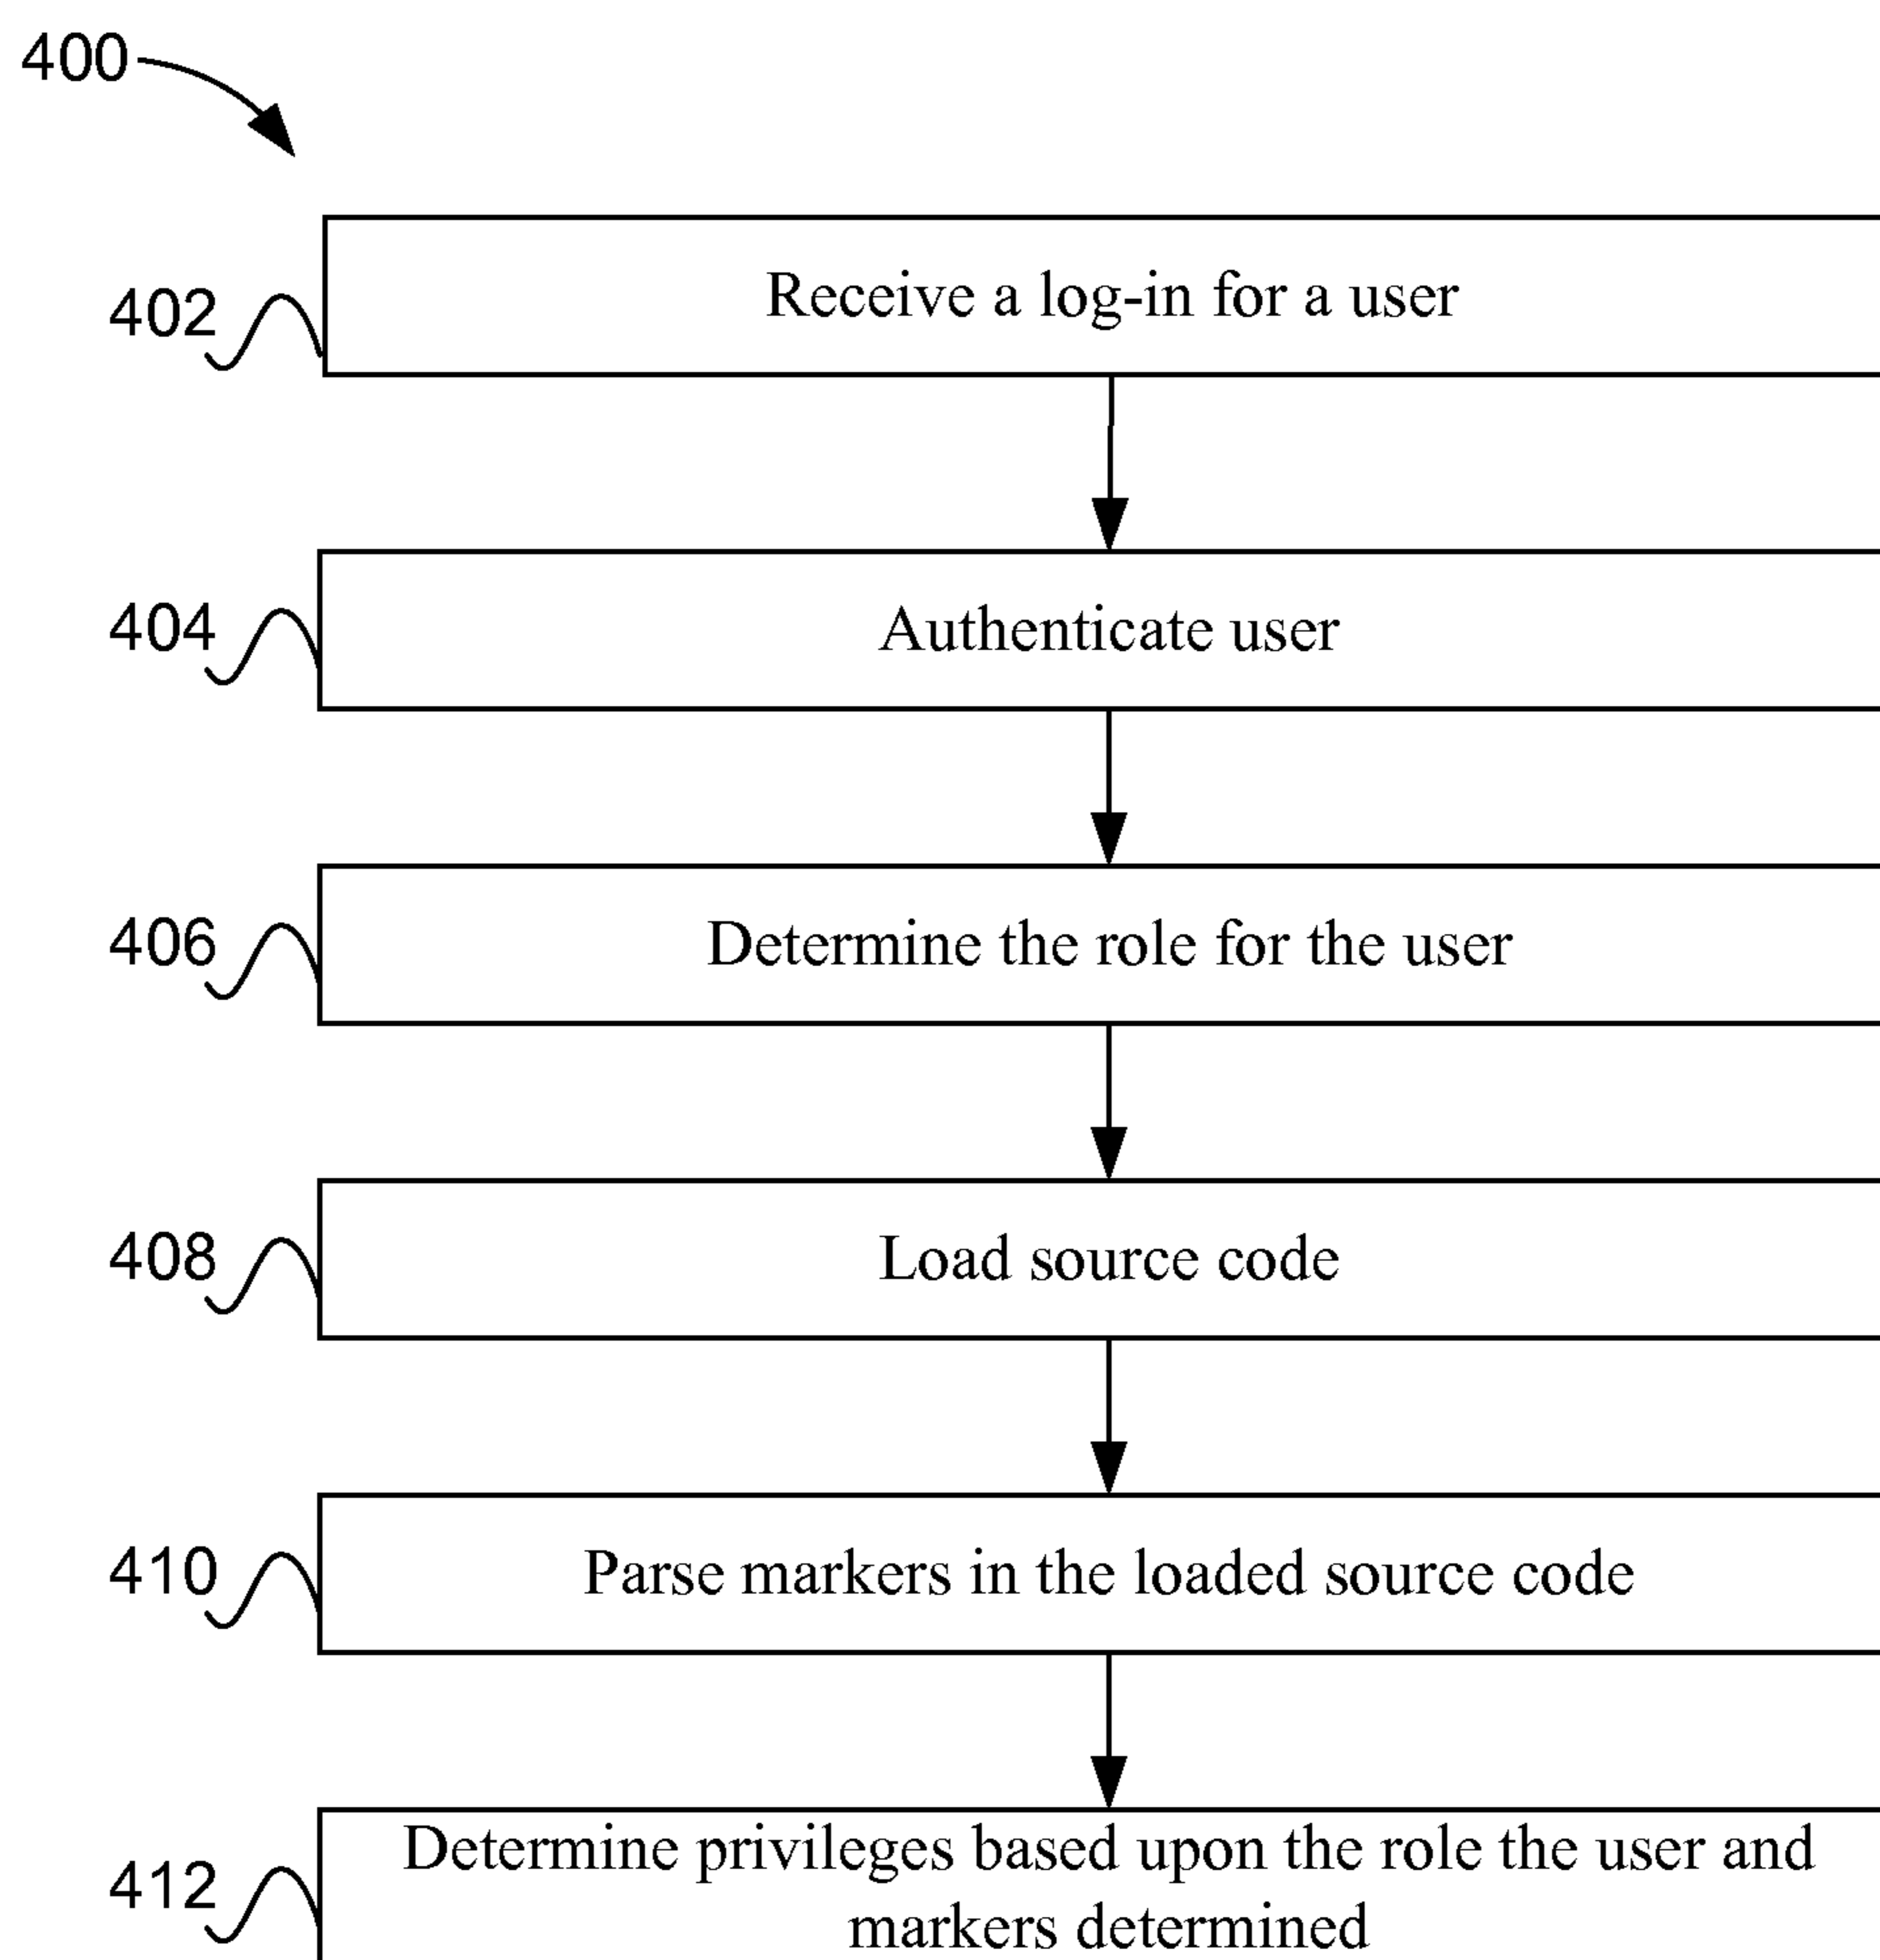 400
402
Receive a log-in for a user
404
Authenticate user
406
Determine the role for the user
408
Load source code
410
Parse markers in the loaded source code
412
Determine privileges based upon the role the user and
markers determined